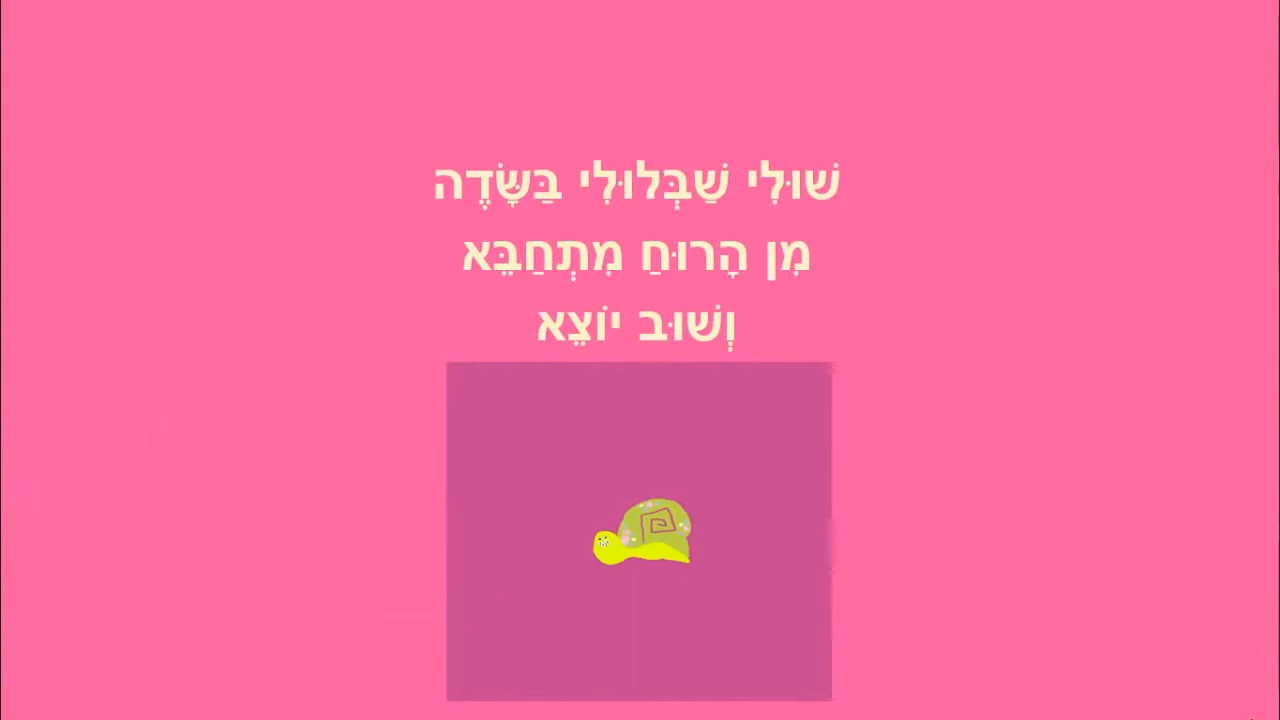 שׁוּלִי שַׁבְּלוּלִי בַּשָּׂדֶה
מִן הָרוּחַ מִתְחַבֵּא
וְשׁוּב יוֹצֵא